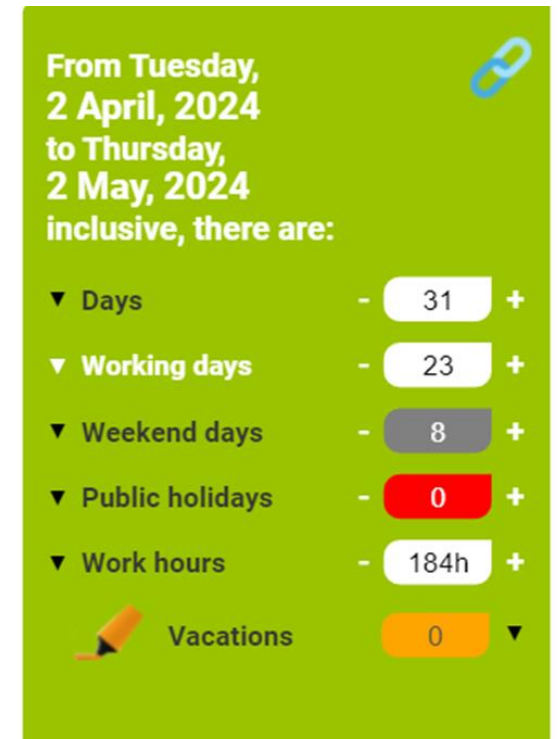 From Tuesday,
2 April, 2024
to Thursday,
2 May, 2024
inclusive, there are:
▼ Days - 31 +
▼ Working days - 23 +
▼ Weekend days - 8 +
▼ Public holidays - 0 +
▼ Work hours - 184h +
Vacations 0 ▼